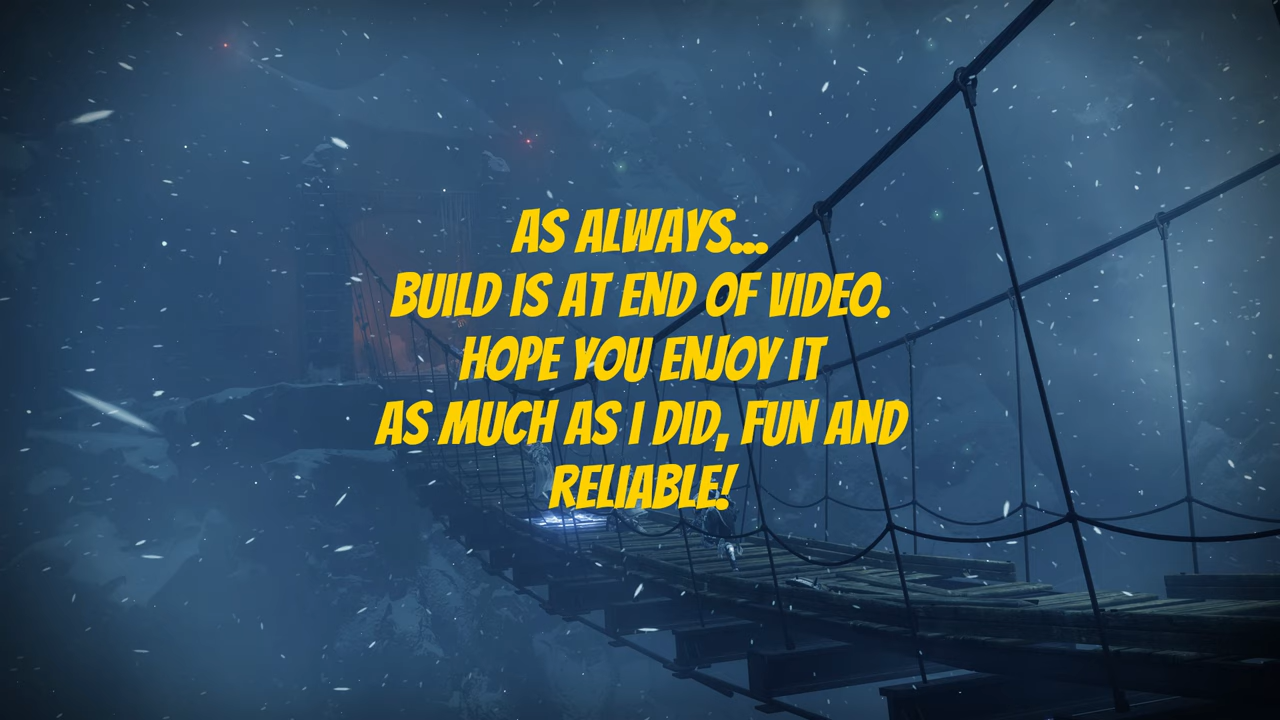 AS ALWAYS...
BUILD IS AT END OF VIDEO.
HOPE YOU ENJOY IT
AS MUCH AS I DID, FUN AND
RELIABLE!